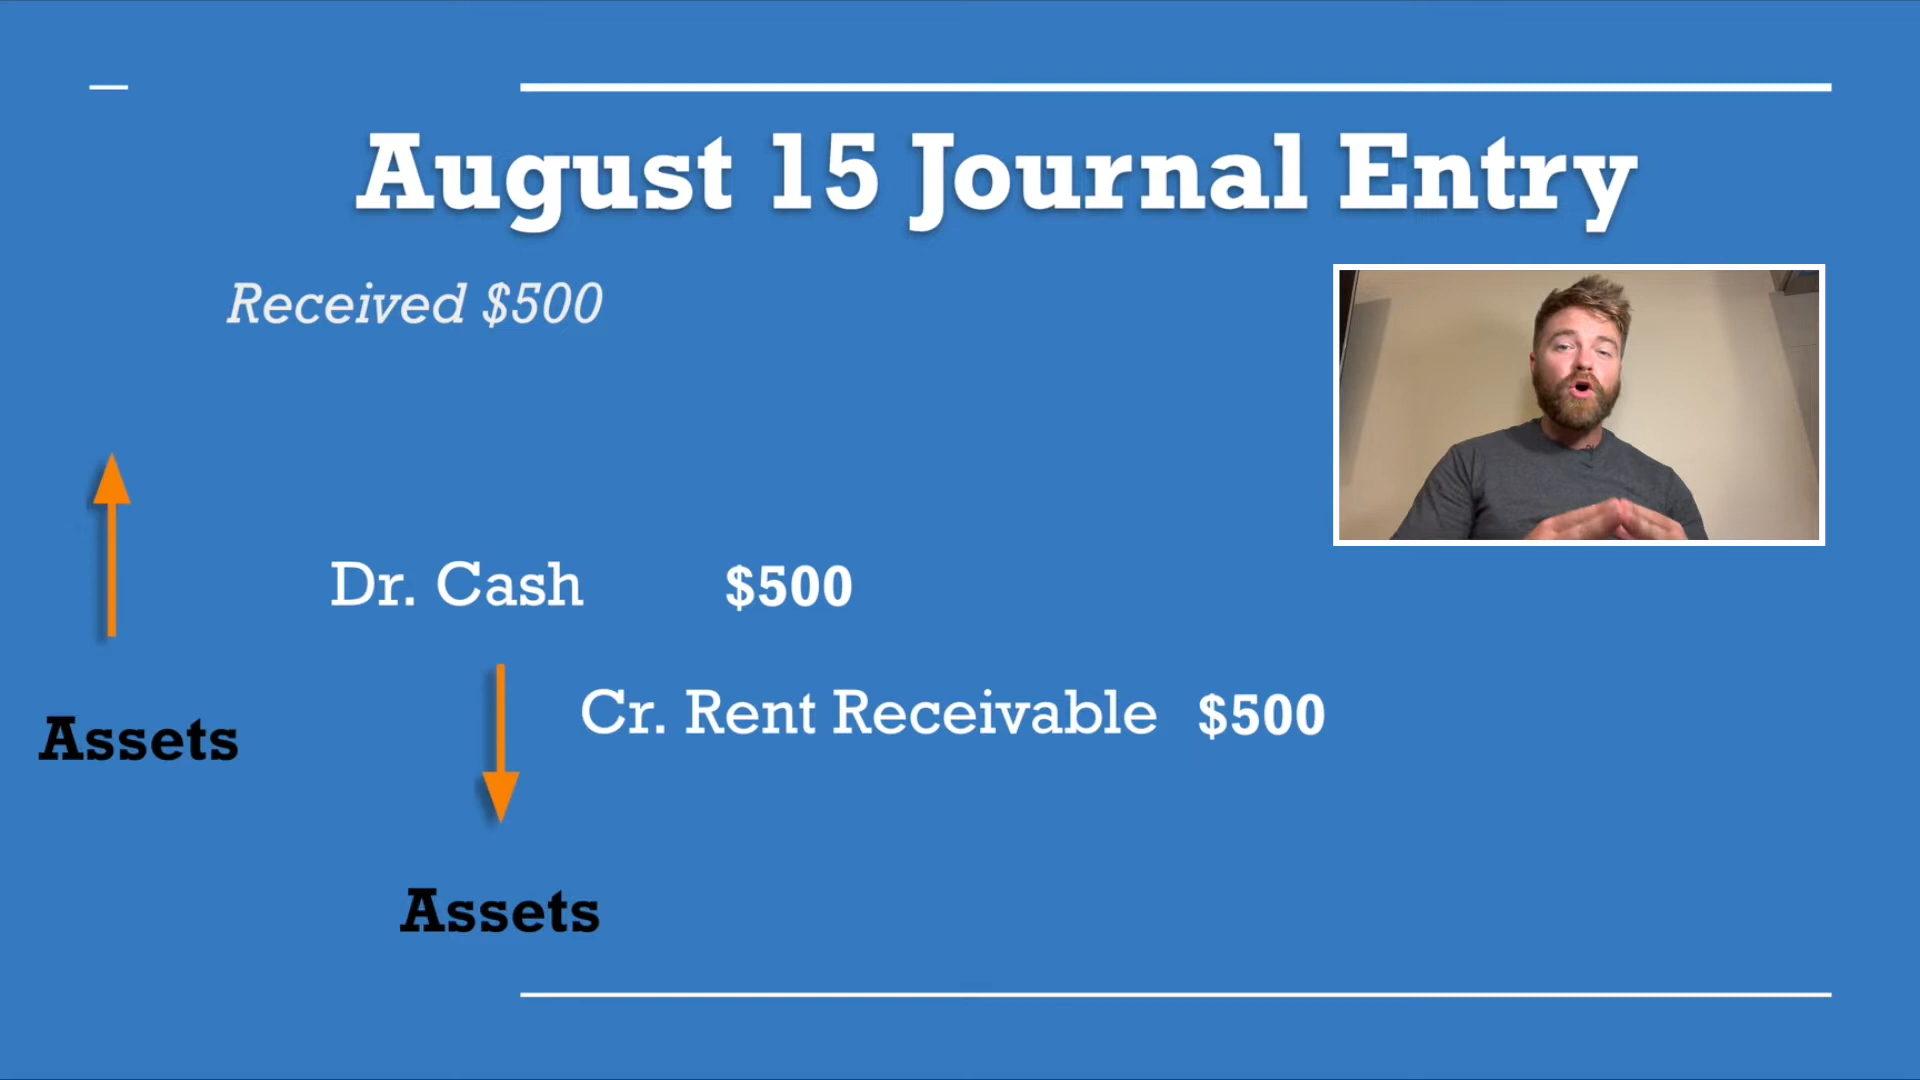 August 15 Journal Entry
Received $500
Dr. Cash $500
Cr. Rent Receivable $500
Assets
Assets